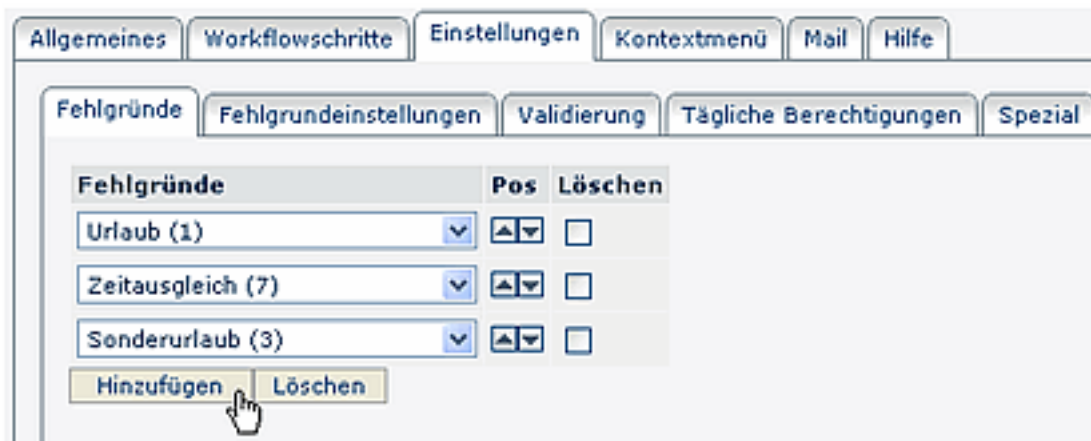 Allgemeines Workflowschritte Einstellungen Kontextmenü Mail Hilfe
Fehlgründe Fehlgrundeinstellungen Validierung Tägliche Berechtigungen Spezial
Fehlgründe Pos Löschen
Urlaub (1)
Zeitausgleich (7)
Sonderurlaub (3)
Hinzufügen Löschen